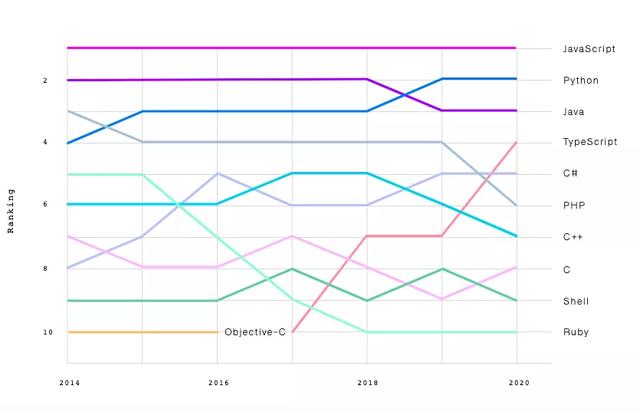 JavaScript
2
Python
Java
4
TypeScript
C#
Ranking
6
PHP
C++
8
C
Shell
10
Objective-C
Ruby
2014
2016
2018
2020